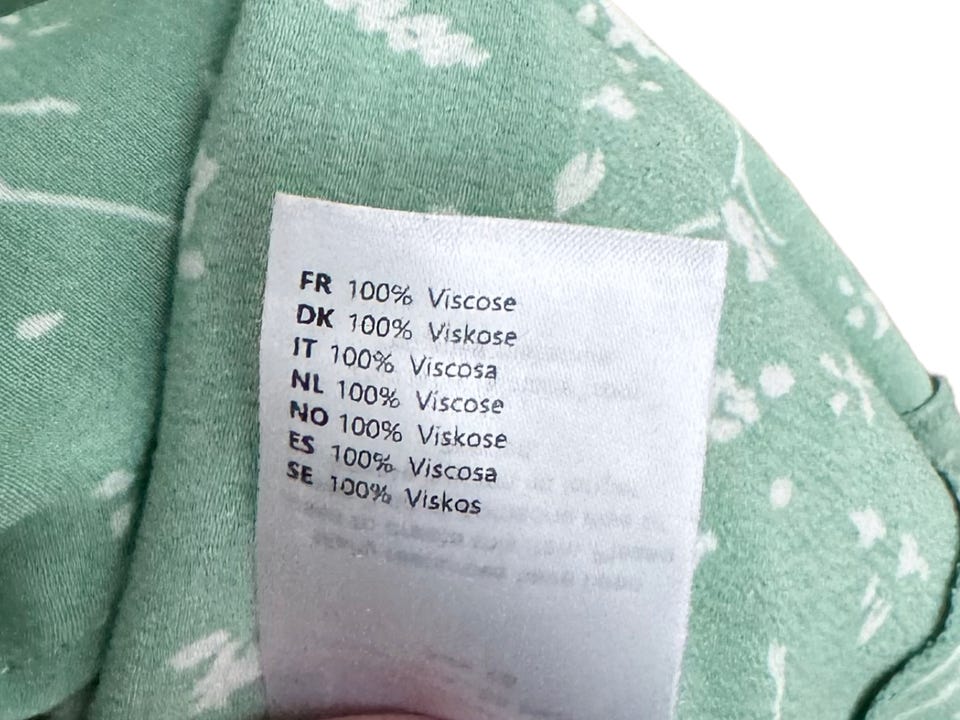 FR 100% Viscose
DK 100% Viskose
IT 100% Viscosa
NL 100% Viscose
NO 100% Viskose
ES 100% Viscosa
SE 100% Viskos